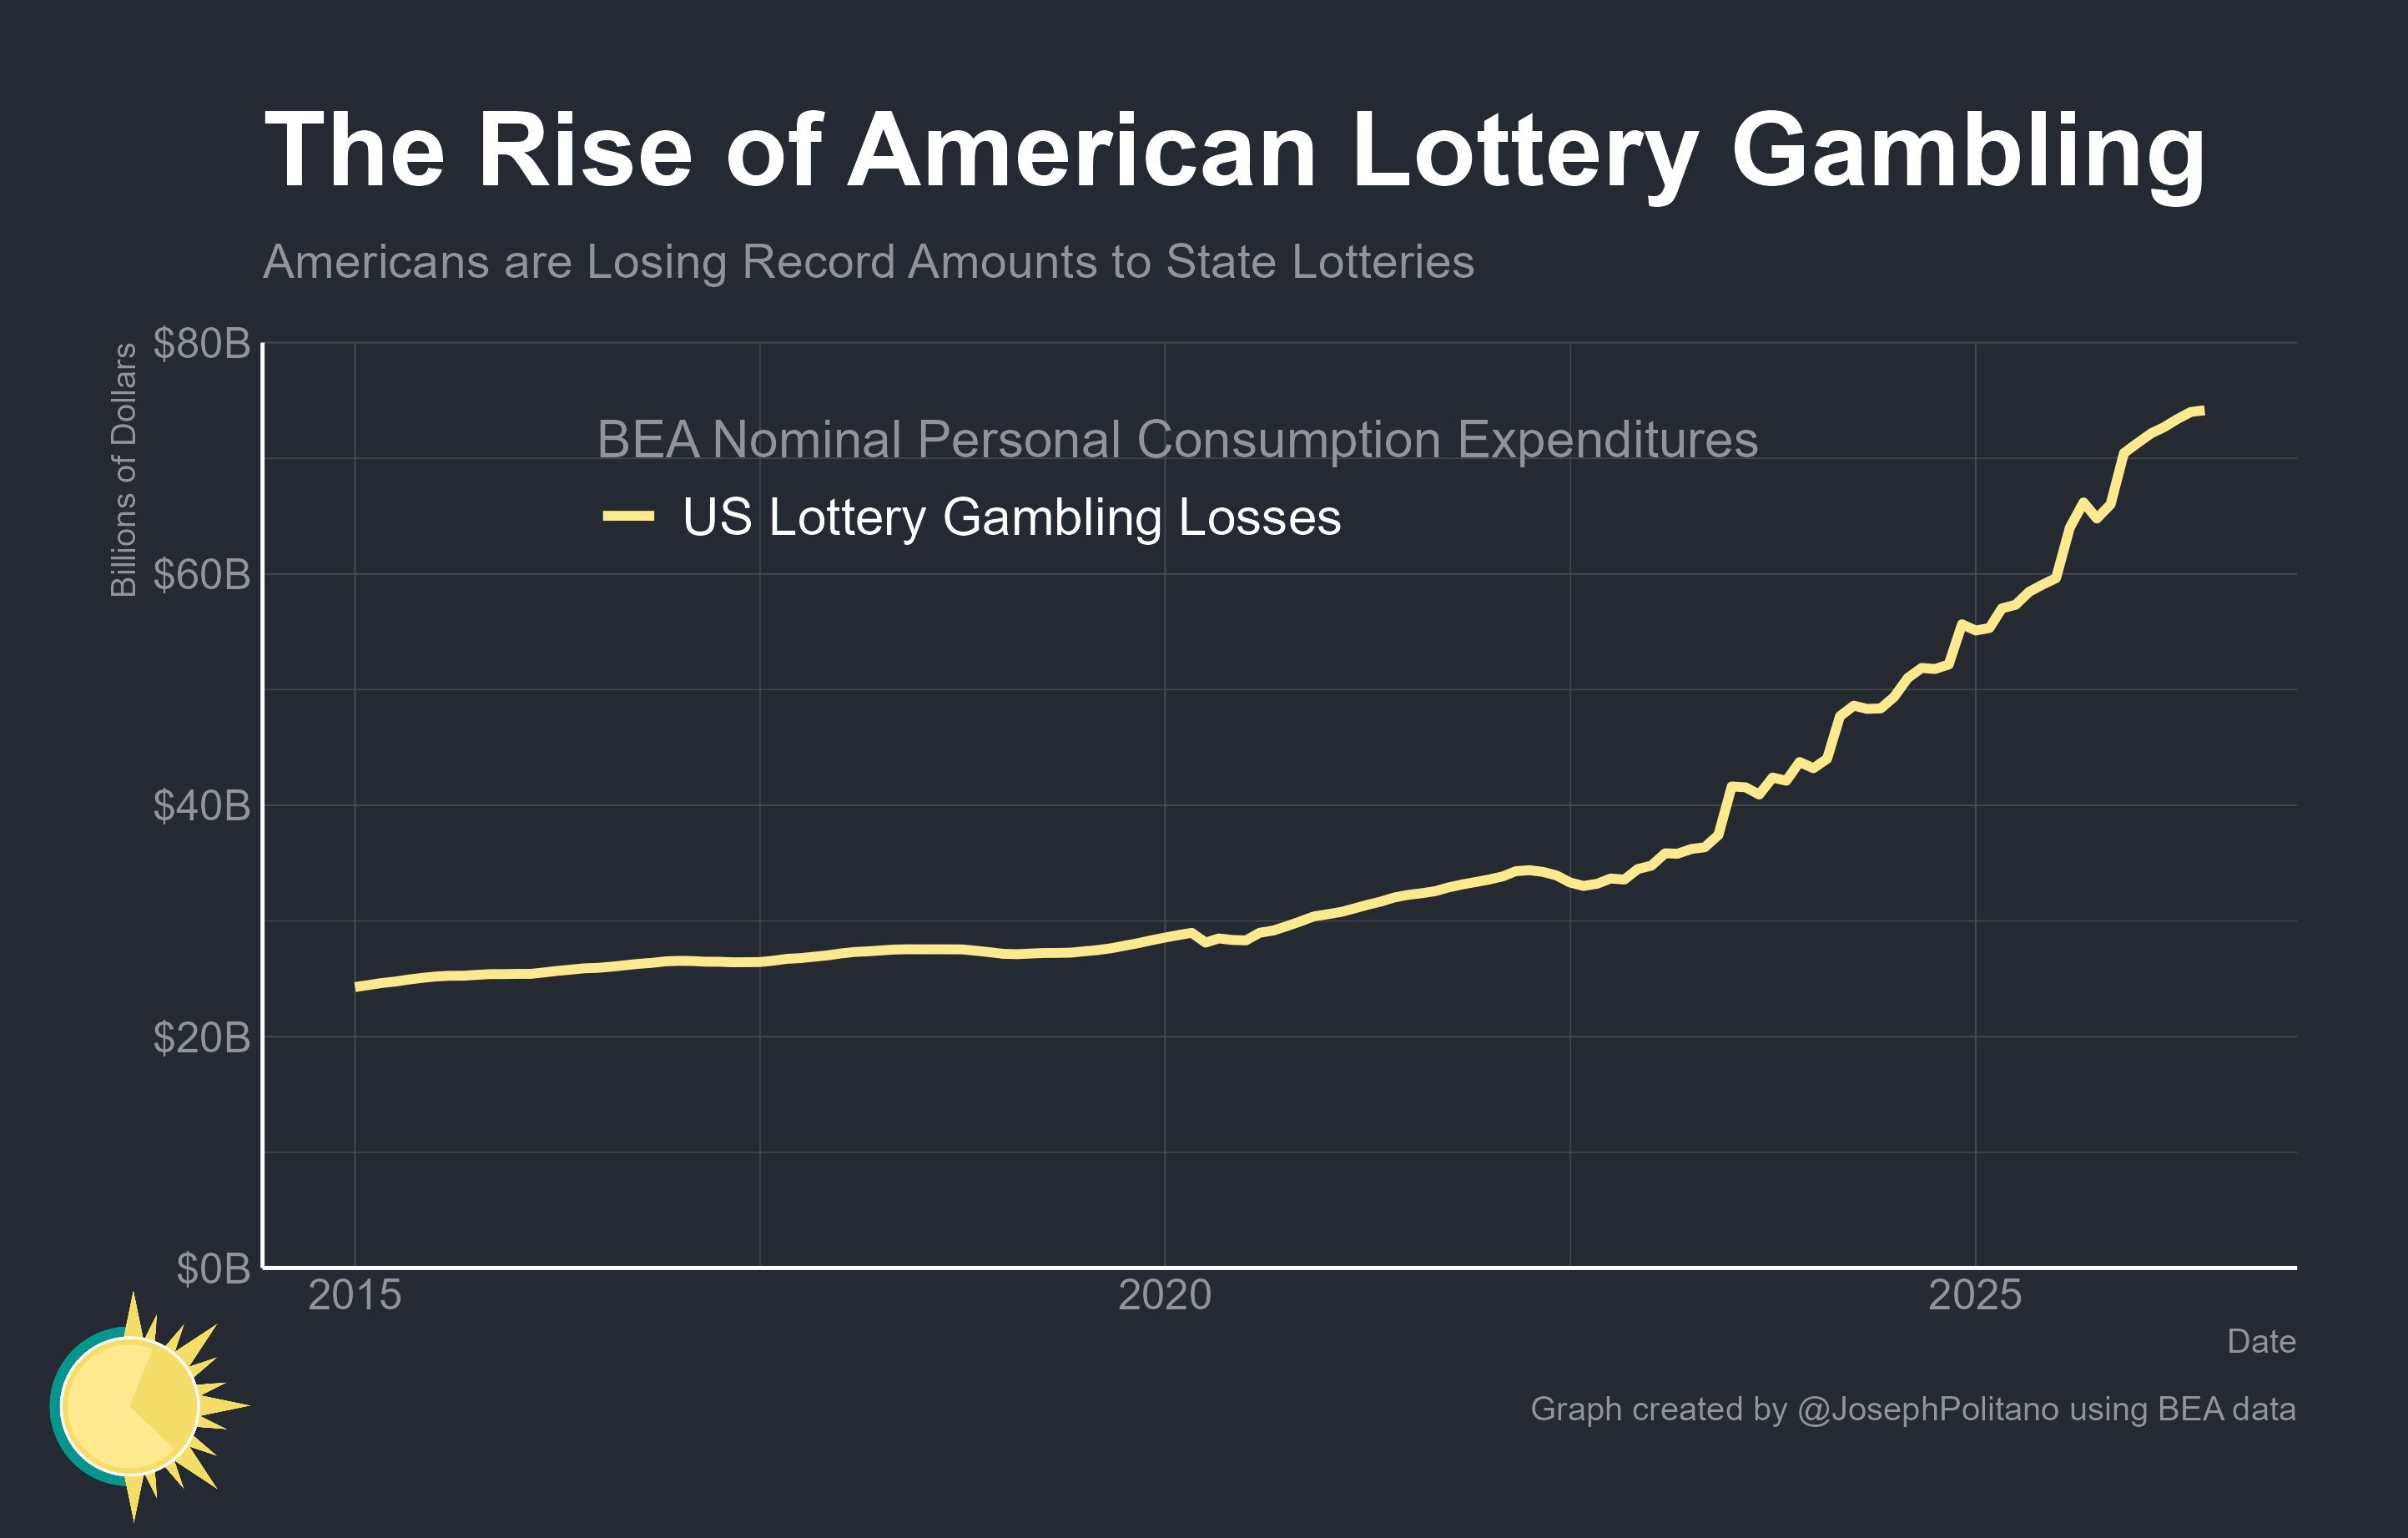 The Rise of American Lottery Gambling
Americans are Losing Record Amounts to State Lotteries
Billions of Dollars
$80B
$60B
$40B
$20B
$0B
BEA Nominal Personal Consumption Expenditures
US Lottery Gambling Losses
2015
2020
2025
Date
Graph created by @JosephPolitano using BEA data